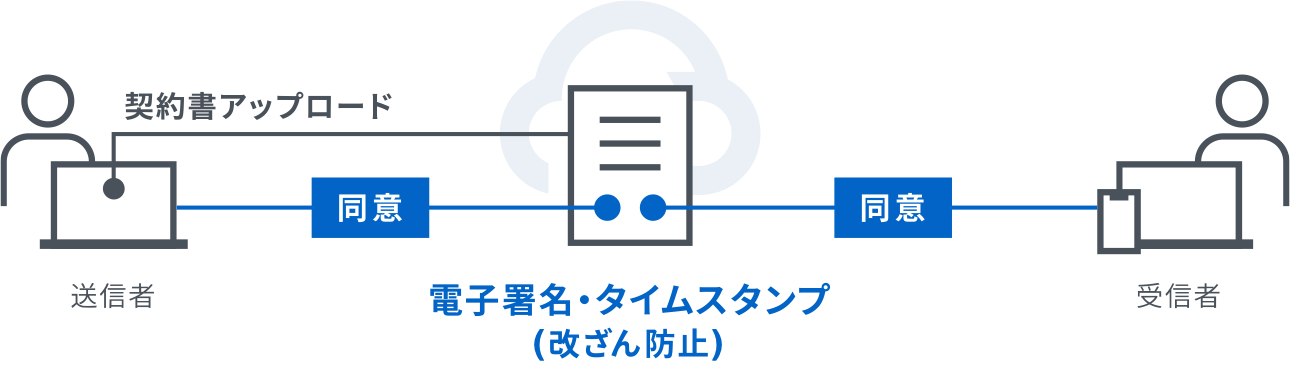 契約書アップロード
同意
同意
送信者
受信者
電子署名・タイムスタンプ
(改ざん防止)